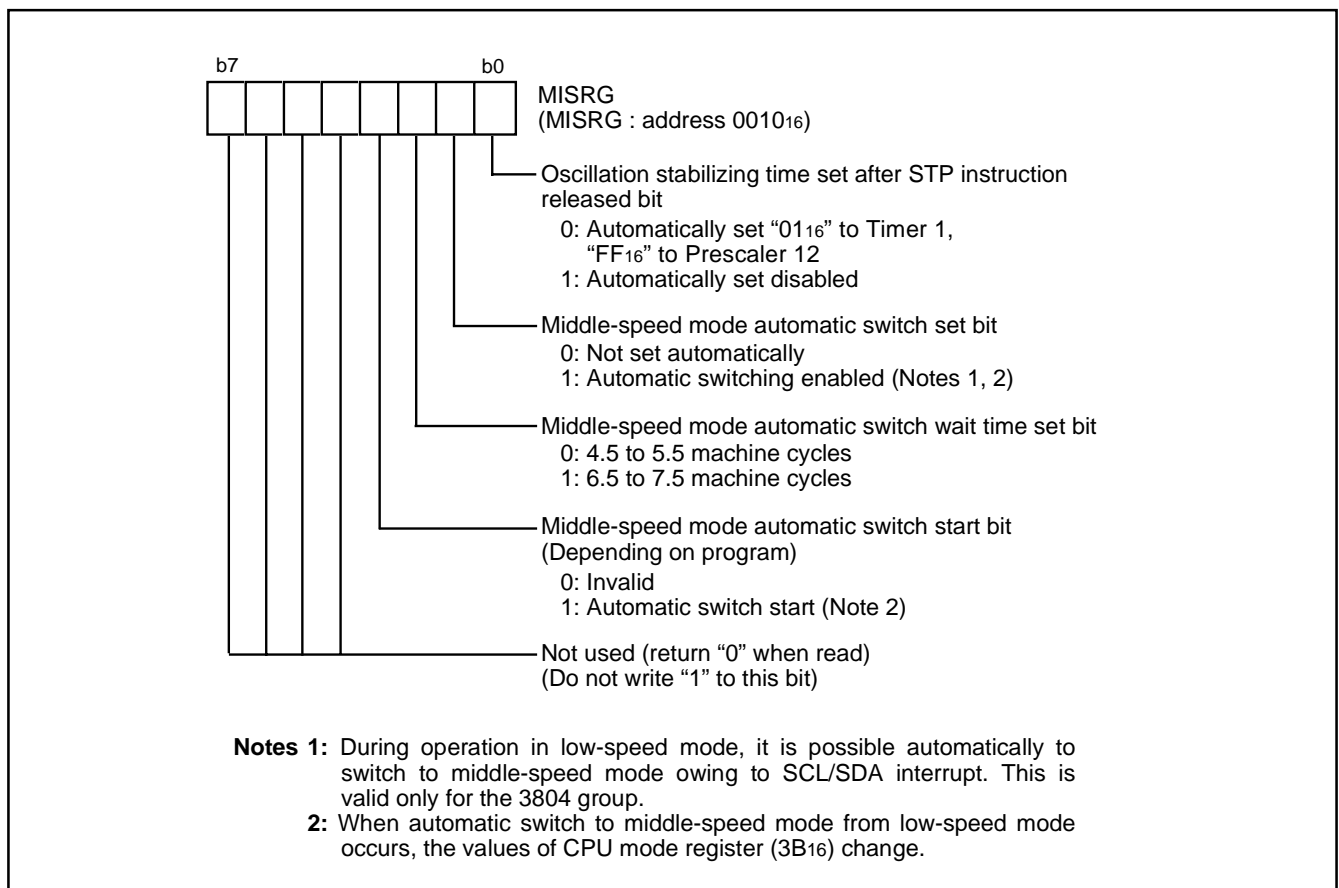 b7 b0
MISRG
(MISRG : address 001016)
Oscillation stabilizing time set after STP instruction
released bit
0: Automatically set “0116” to Timer 1,
“FF16” to Prescaler 12
1: Automatically set disabled
Middle-speed mode automatic switch set bit
0: Not set automatically
1: Automatic switching enabled (Notes 1, 2)
Middle-speed mode automatic switch wait time set bit
0: 4.5 to 5.5 machine cycles
1: 6.5 to 7.5 machine cycles
Middle-speed mode automatic switch start bit
(Depending on program)
0: Invalid
1: Automatic switch start (Note 2)
Not used (return “0” when read)
(Do not write “1” to this bit)
Notes 1: During operation in low-speed mode, it is possible automatically to
switch to middle-speed mode owing to SCL/SDA interrupt. This is
valid only for the 3804 group.
2: When automatic switch to middle-speed mode from low-speed mode
occurs, the values of CPU mode register (3B16) change.